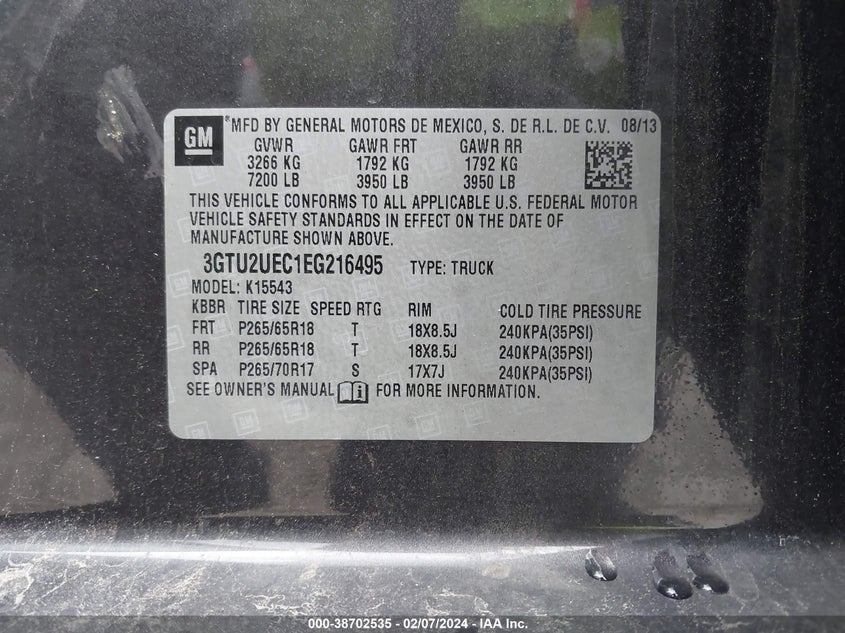 GM ®MFD BY GENERAL MOTORS DE MEXICO, S. DE R.L. DE C.V. 08/13
GVWR GAWR FRT GAWR RR
3266 KG 1792 KG 1792 KG
7200 LB 3950 LB 3950 LB
THIS VEHICLE CONFORMS TO ALL APPLICABLE U.S. FEDERAL MOTOR
VEHICLE SAFETY STANDARDS IN EFFECT ON THE DATE OF
MANUFACTURE SHOWN ABOVE.
3GTU2UEC1EG216495 TYPE: TRUCK
MODEL: K15543
KBBR TIRE SIZE SPEED RTG RIM COLD TIRE PRESSURE
FRT P265/65R18 T 18X8.5J 240KPA(35PSI)
RR P265/65R18 T 18X8.5J 240KPA(35PSI)
SPA P265/70R17 S 17X7J 240KPA(35PSI)
SEE OWNER'S MANUAL FOR MORE INFORMATION.
000-38702535 - 02/07/2024 - IAA Inc.